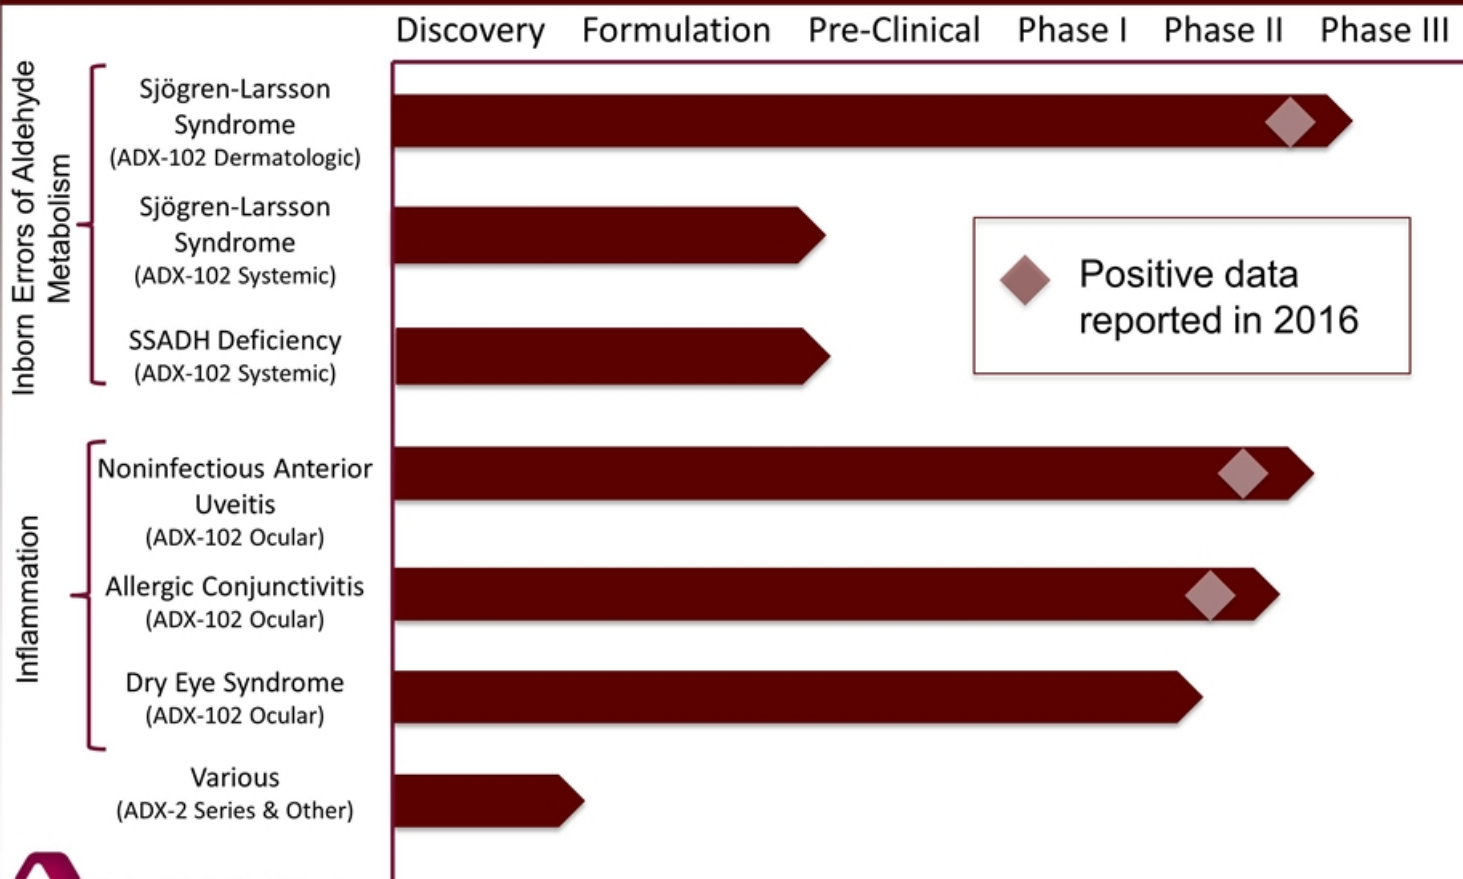 Discovery Formulation Pre-Clinical Phase I Phase II Phase III
Inborn Errors of Aldehyde
Metabolism
Sjögren-Larsson
Syndrome
(ADX-102 Dermatologic)
Sjögren-Larsson
Syndrome
(ADX-102 Systemic)
SSADH Deficiency
(ADX-102 Systemic)
Positive data
reported in 2016
Inflammation
Noninfectious Anterior
Uveitis
(ADX-102 Ocular)
Allergic Conjunctivitis
(ADX-102 Ocular)
Dry Eye Syndrome
(ADX-102 Ocular)
Various
(ADX-2 Series & Other)